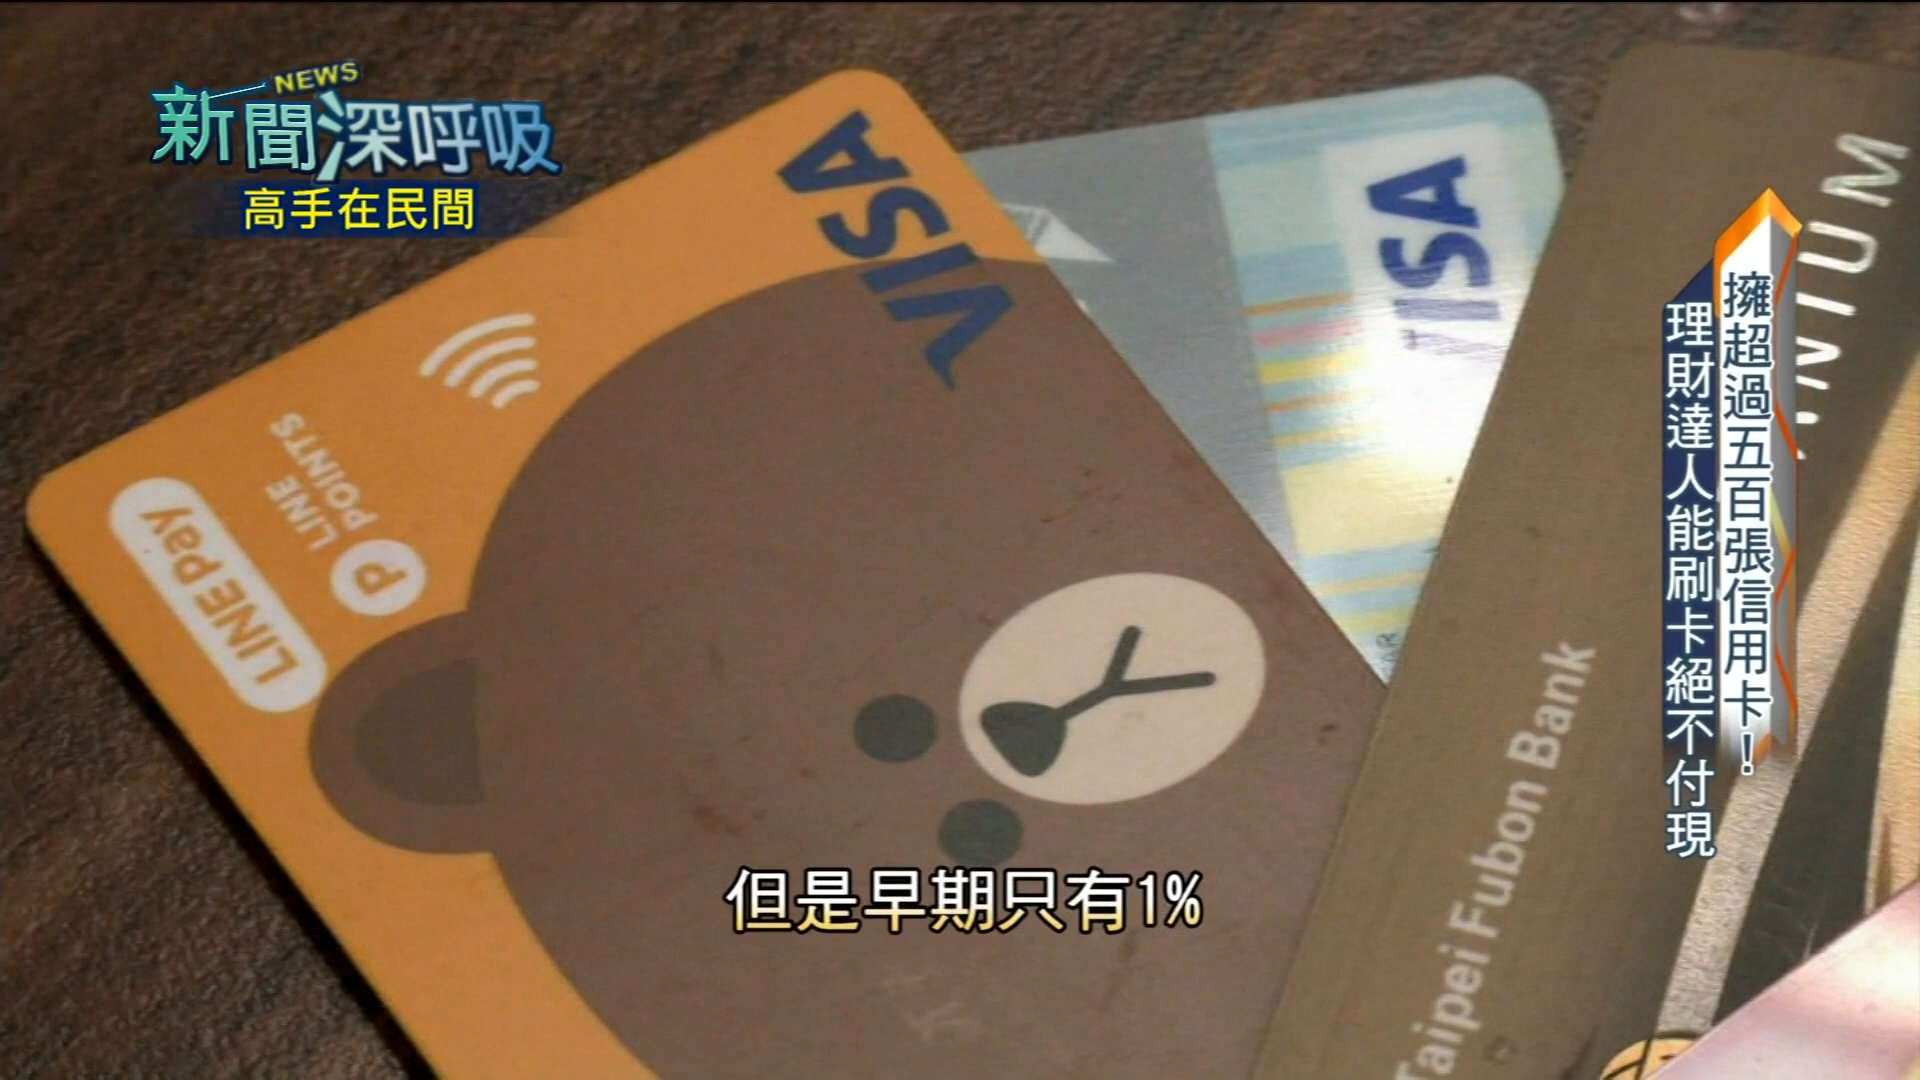 NEWS
新聞深呼吸
高手在民間
擁超過五百張信用卡!
理財達人能刷卡絕不付現
VISA
LINE POINTS
P
LINE Pay
VISA
NIUM
Taipei Fubon Bank
但是早期只有1%